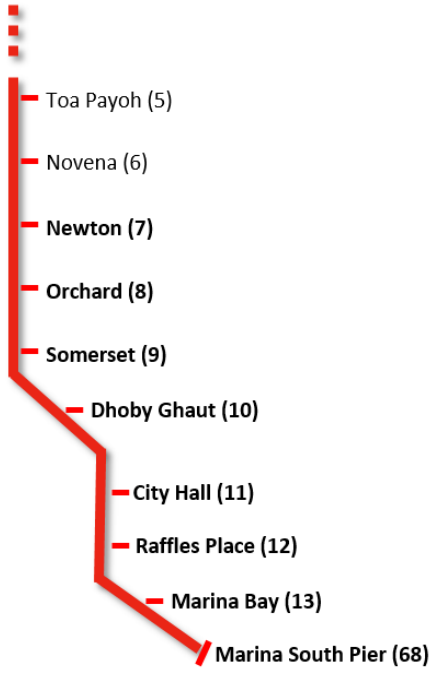 Toa Payoh (5)
Novena (6)
Newton (7)
Orchard (8)
Somerset (9)
Dhoby Ghaut (10)
City Hall (11)
Raffles Place (12)
Marina Bay (13)
Marina South Pier (68)